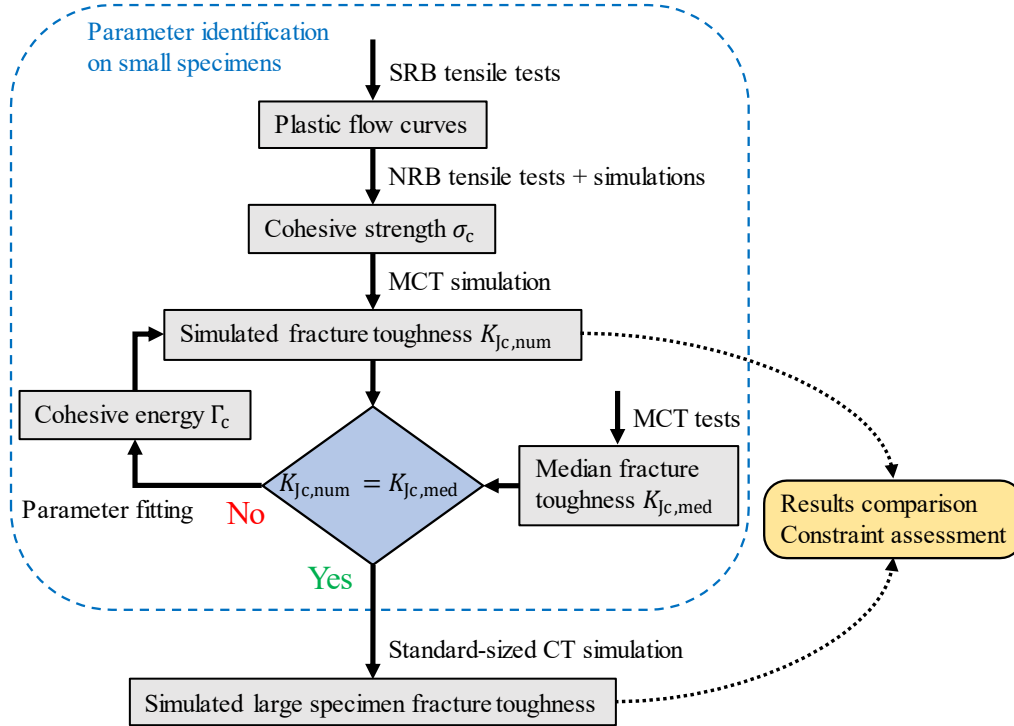 Parameter identification
on small specimens
SRB tensile tests
Plastic flow curves
NRB tensile tests + simulations
Cohesive strength σc
MCT simulation
Simulated fracture toughness KJc,num
Cohesive energy Γc
MCT tests
KJc,num = KJc,med
Median fracture
toughness KJc,med
Parameter fitting
No
Yes
Results comparison
Constraint assessment
Standard-sized CT simulation
Simulated large specimen fracture toughness